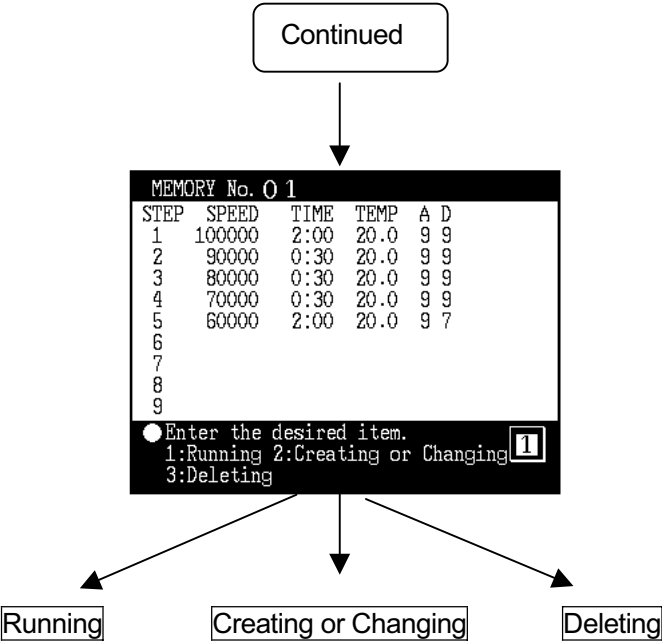 Continued
MEMORY No. 01
STEP SPEED TIME TEMP A D
1 100000 2:00 20.0 9 9
2 90000 0:30 20.0 9 9
3 80000 0:30 20.0 9 9
4 70000 0:30 20.0 9 9
5 60000 2:00 20.0 9 7
6
7
8
9
Enter the desired item.
1:Running 2:Creating or Changing 1
3:Deleting
Running Creating or Changing Deleting